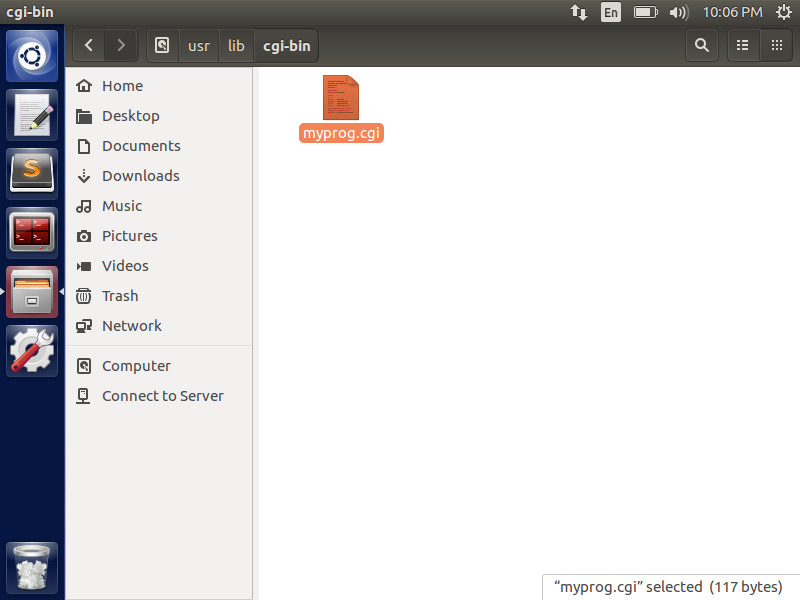 cgi-bin
En
10:06 PM
usr
lib
cgi-bin
Home
Desktop
Documents
Downloads
Music
Pictures
Videos
Trash
Network
Computer
Connect to Server
myprog.cgi
S
“myprog.cgi” selected (117 bytes)